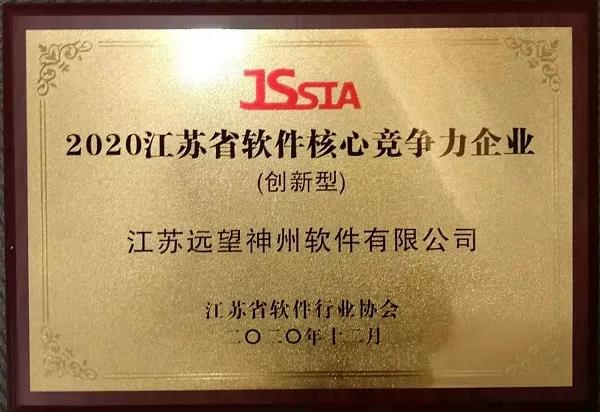 JSSIA
2020江苏省软件核心竞争力企业
(创新型)
江苏远望神州软件有限公司
江苏省软件行业协会
二〇二〇年十二月